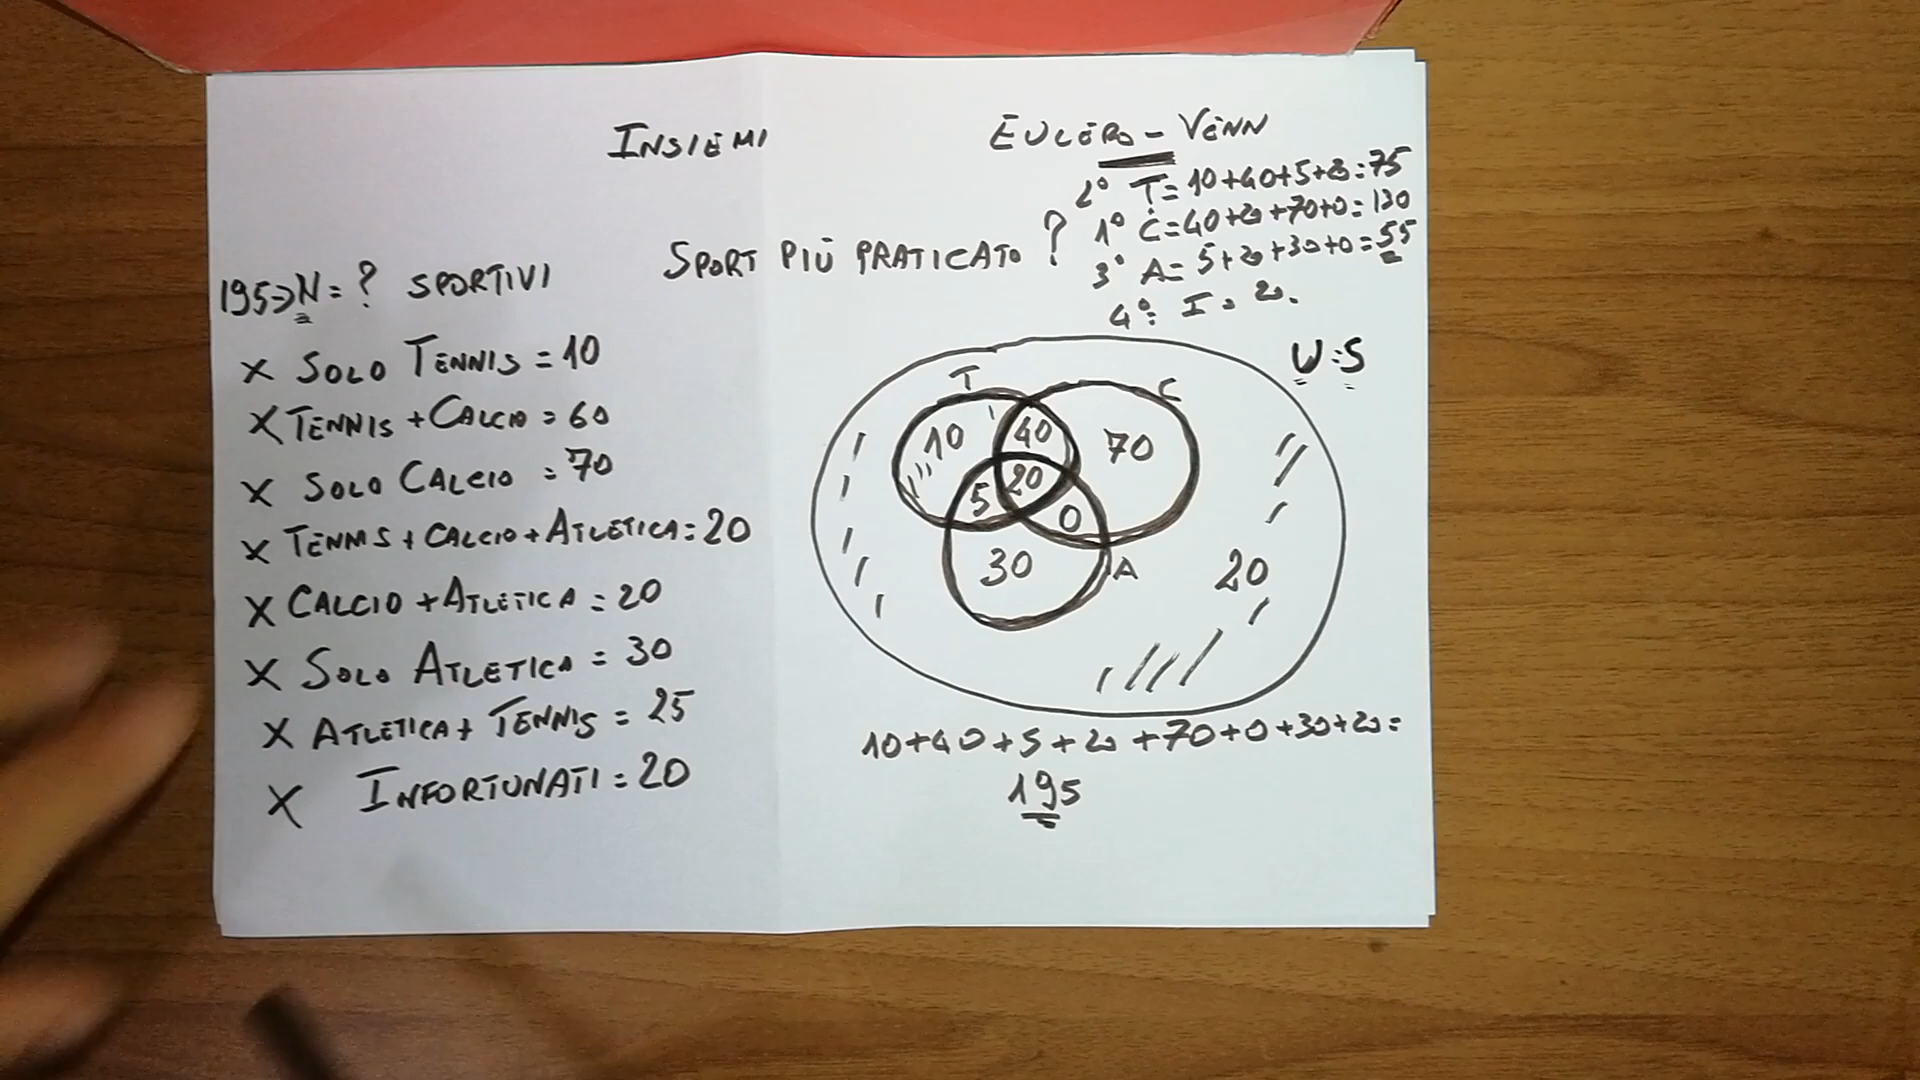 INSIEMI
EULERO - VENN
2° T = 10+40+5+20 = 75
1° C = 40+20+70+0 = 130
3° A = 5+20+30+0 = 55
4° = I = 20.
SPORT PIÙ PRATICATO ?
195 => N = ? SPORTIVI
X SOLO TENNIS = 10
X TENNIS + CALCIO = 60
X SOLO CALCIO = 70
X TENNIS + CALCIO + ATLETICA = 20
X CALCIO + ATLETICA = 20
X SOLO ATLETICA = 30
X ATLETICA + TENNIS = 25
X INFORTUNATI = 20
U = S
T C
10 40 70
5 20 0
30 A 20
10+40+5+20+70+0+30+20=
195